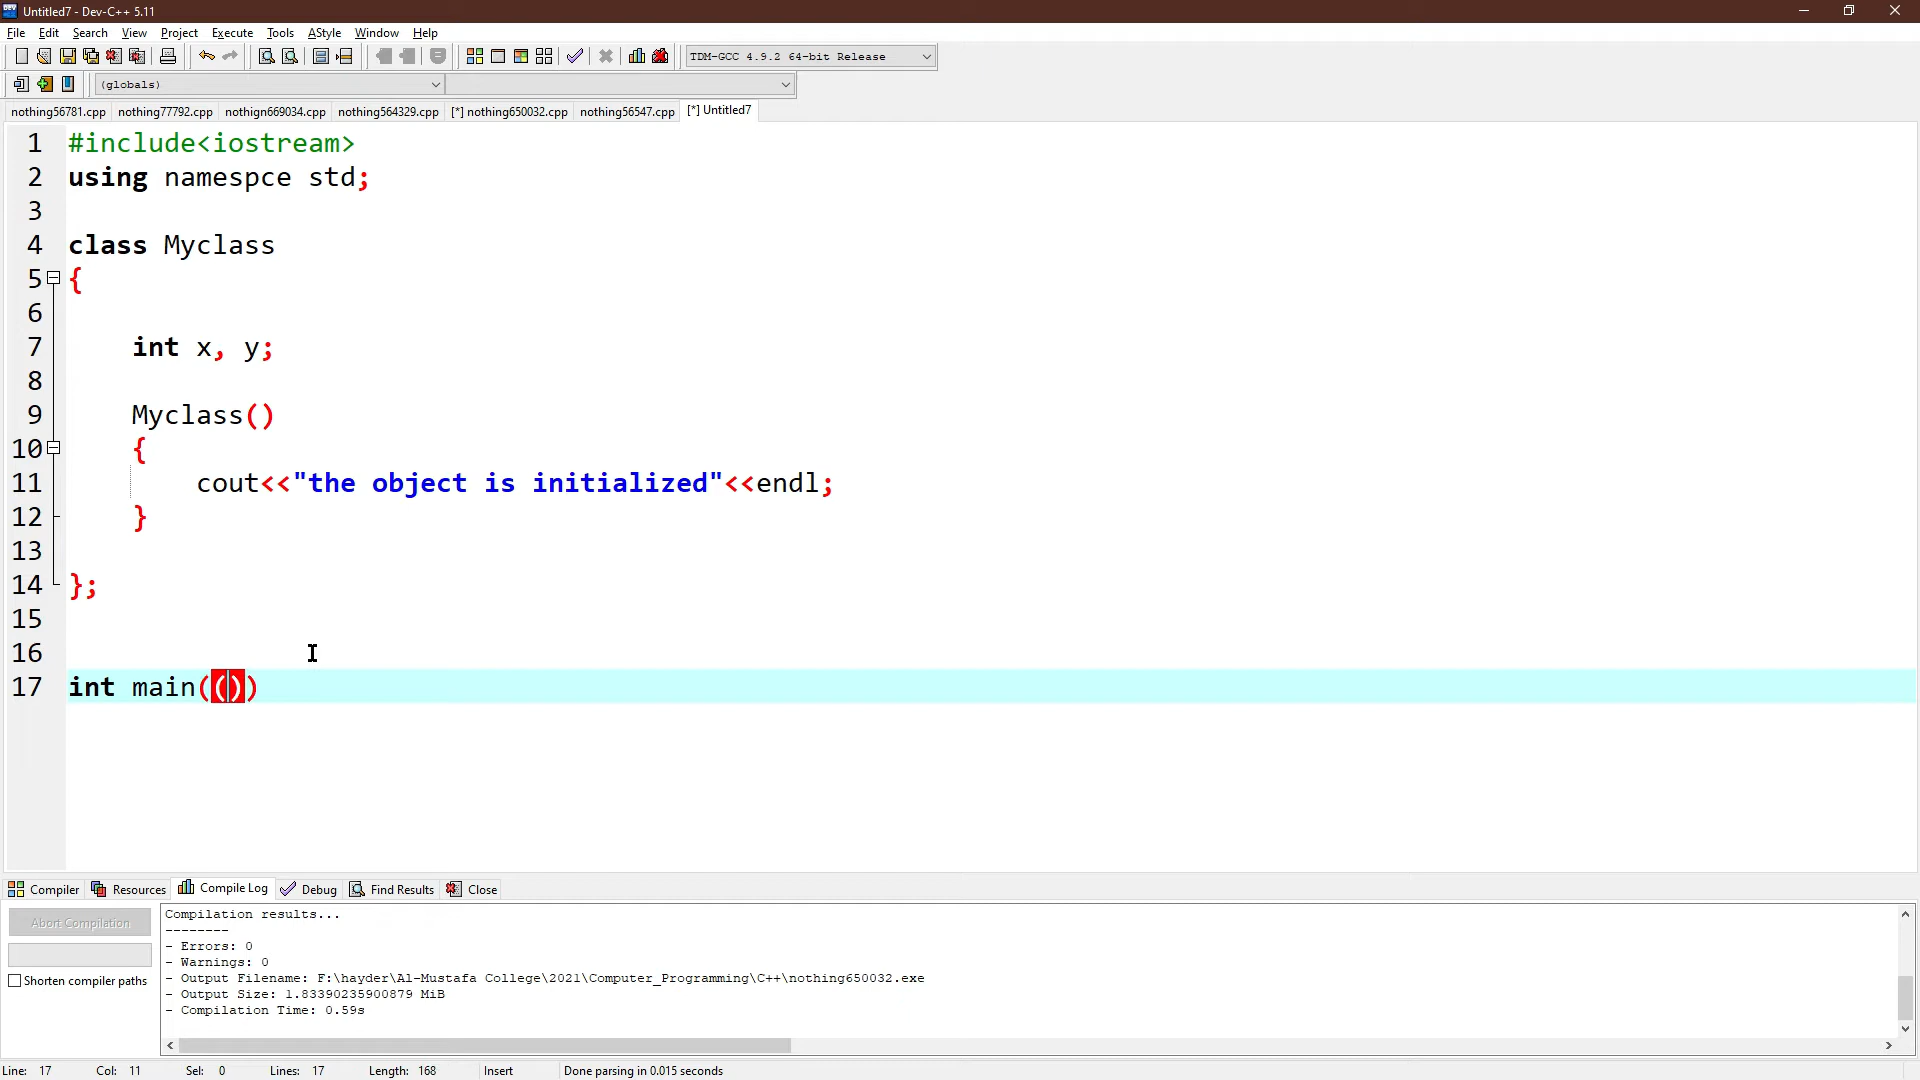 Untitled7 - Dev-C++ 5.11
File Edit Search View Project Execute Tools AStyle Window Help
TDM-GCC 4.9.2 64-bit Release
(globals)
nothing56781.cpp nothing77792.cpp nothign669034.cpp nothing564329.cpp [*] nothing650032.cpp nothing56547.cpp [*] Untitled7
1 #include<iostream>
2 using namespce std;
3
4 class Myclass
5 {
6
7 int x, y;
8
9 Myclass()
10 {
11 cout<<"the object is initialized"<<endl;
12 }
13
14 };
15
16
17 int main(())
Compiler Resources Compile Log Debug Find Results Close
Abort Compilation
Shorten compiler paths
Compilation results...
--------
- Errors: 0
- Warnings: 0
- Output Filename: F:\hayder\Al-Mustafa College\2021\Computer_Programming\C++\nothing650032.exe
- Output Size: 1.83390235900879 MiB
- Compilation Time: 0.59s
Line: 17 Col: 11 Sel: 0 Lines: 17 Length: 168 Insert Done parsing in 0.015 seconds